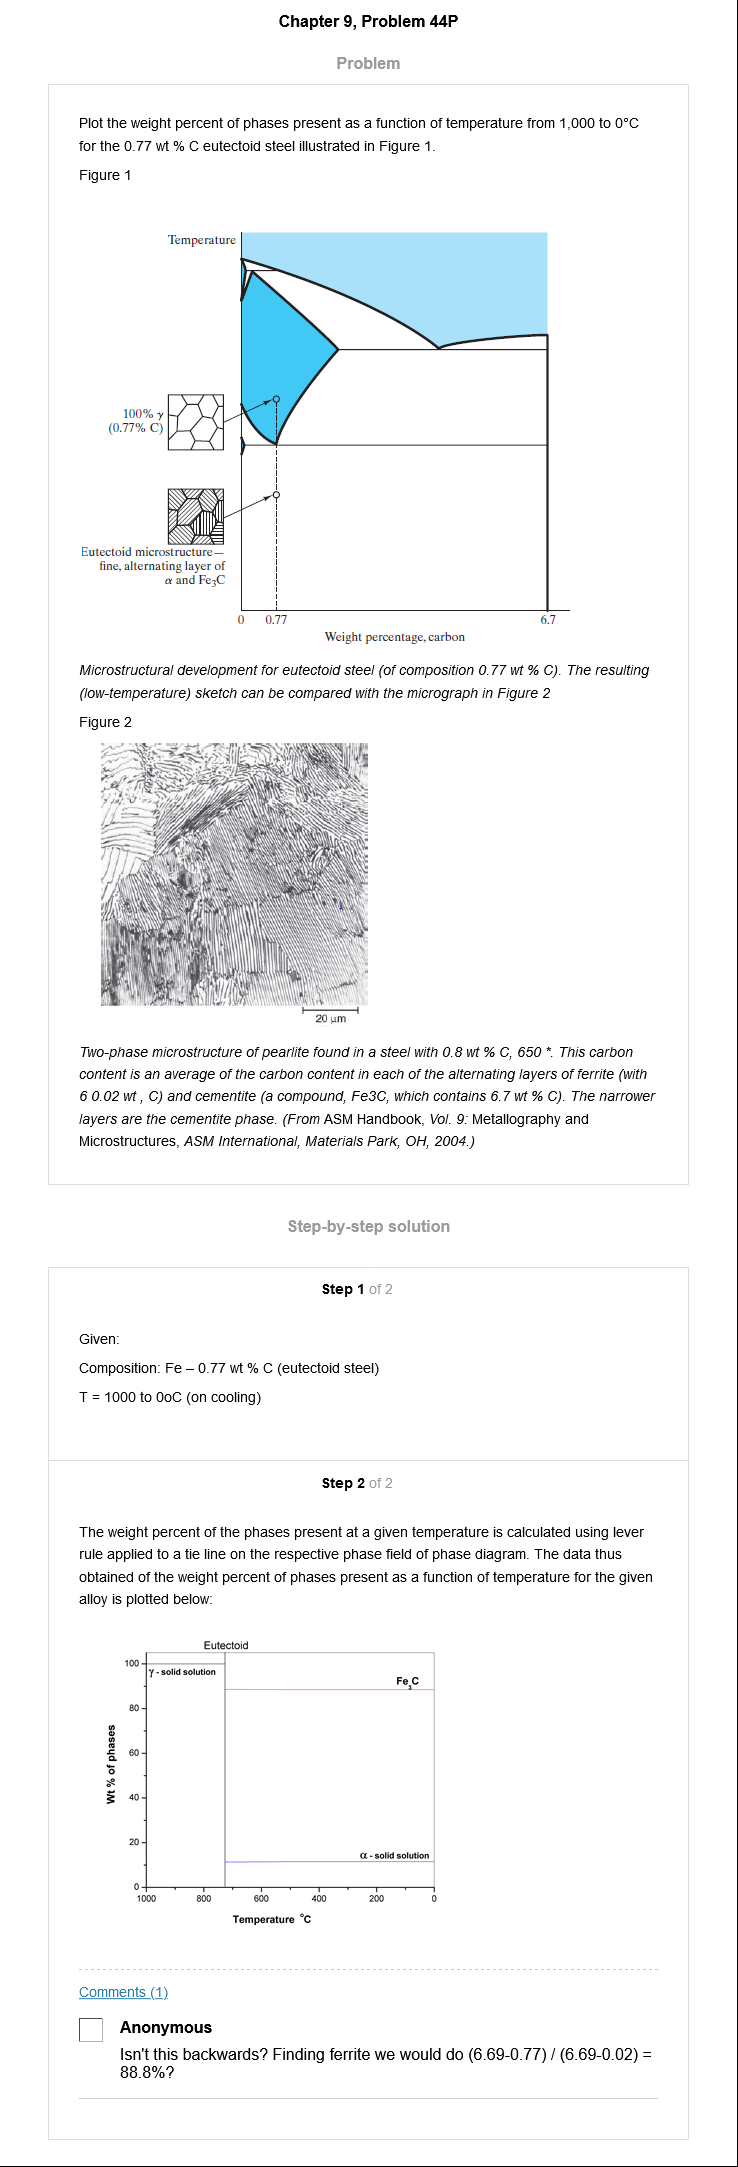 Chapter 9, Problem 44P
Problem
Plot the weight percent of phases present as a function of temperature from 1,000 to 0°C
for the 0.77 wt % C eutectoid steel illustrated in Figure 1.
Figure 1
Temperature
100% γ
(0.77% C)
Eutectoid microstructure—
fine, alternating layer of
α and Fe₃C
0
0.77
6.7
Weight percentage, carbon
Microstructural development for eutectoid steel (of composition 0.77 wt % C). The resulting
(low-temperature) sketch can be compared with the micrograph in Figure 2
Figure 2
20 μm
Two-phase microstructure of pearlite found in a steel with 0.8 wt % C, 650 *. This carbon
content is an average of the carbon content in each of the alternating layers of ferrite (with
6 0.02 wt , C) and cementite (a compound, Fe3C, which contains 6.7 wt % C). The narrower
layers are the cementite phase. (From ASM Handbook, Vol. 9: Metallography and
Microstructures, ASM International, Materials Park, OH, 2004.)
Step-by-step solution
Step 1 of 2
Given:
Composition: Fe – 0.77 wt % C (eutectoid steel)
T = 1000 to 0oC (on cooling)
Step 2 of 2
The weight percent of the phases present at a given temperature is calculated using lever
rule applied to a tie line on the respective phase field of phase diagram. The data thus
obtained of the weight percent of phases present as a function of temperature for the given
alloy is plotted below:
Eutectoid
100
γ - solid solution
Fe₃C
80
60
Wt % of phases
40
20
α - solid solution
0
1000 800 600 400 200 0
Temperature °C
Comments (1)
Anonymous
Isn't this backwards? Finding ferrite we would do (6.69-0.77) / (6.69-0.02) =
88.8%?